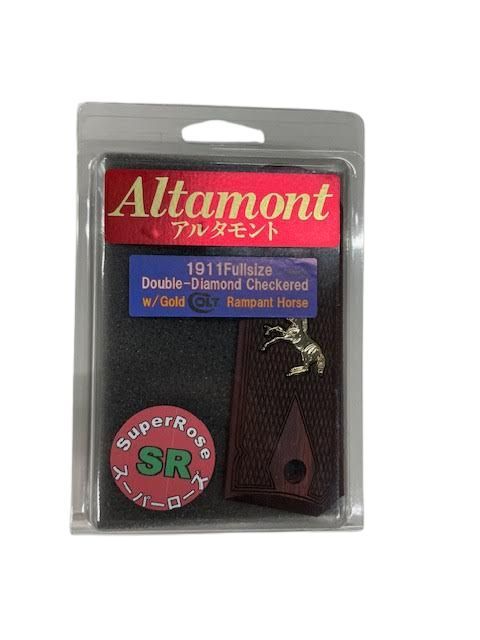 Altamont
アルタモント
1911Fullsize
Double-Diamond Checkered
w/Gold COLT Rampant Horse
SuperRose
SR
スーパーローズ